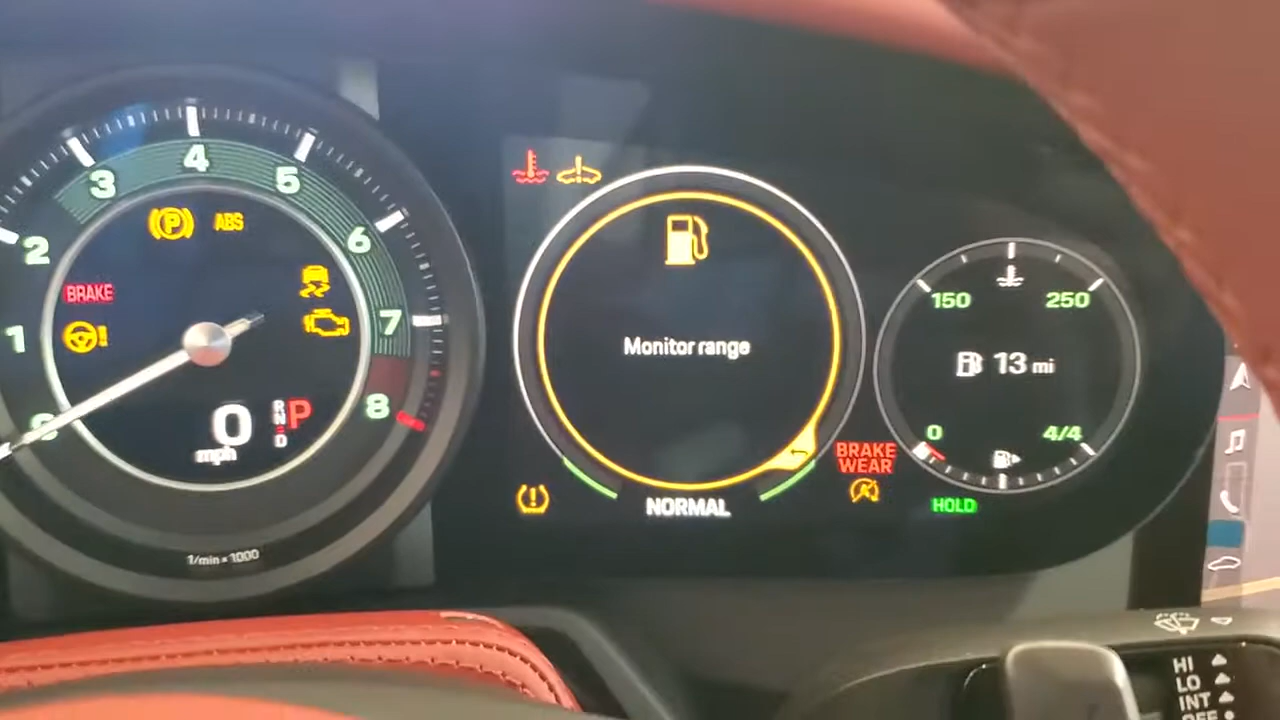 1
2
3
4
5
6
7
8
P
ABS
BRAKE
0
mph
R
N
D
P
1/min x 1000
Monitor range
NORMAL
BRAKE
WEAR
HOLD
150
250
13 mi
0
4/4
HI
LO
INT
OFF